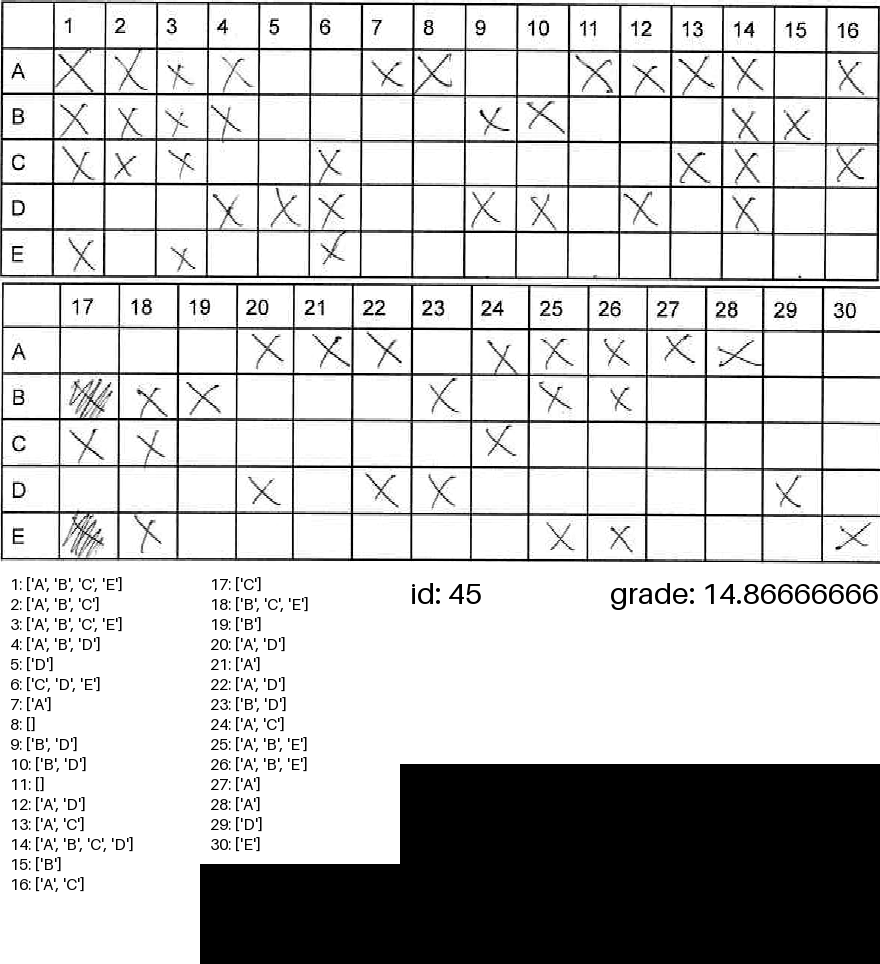 1 2 3 4 5 6 7 8 9 10 11 12 13 14 15 16
A X X X X X X X X X X X
B X X X X X X X X
C X X X X X X X
D X X X X X X X
E X X X
17 18 19 20 21 22 23 24 25 26 27 28 29 30
A X X X X X X X X
B X X X X X
C X X X
D X X X X
E X X X X
1: ['A', 'B', 'C', 'E']
2: ['A', 'B', 'C']
3: ['A', 'B', 'C', 'E']
4: ['A', 'B', 'D']
5: ['D']
6: ['C', 'D', 'E']
7: ['A']
8: []
9: ['B', 'D']
10: ['B', 'D']
11: []
12: ['A', 'D']
13: ['A', 'C']
14: ['A', 'B', 'C', 'D']
15: ['B']
16: ['A', 'C']
17: ['C']
18: ['B', 'C', 'E']
19: ['B']
20: ['A', 'D']
21: ['A']
22: ['A', 'D']
23: ['B', 'D']
24: ['A', 'C']
25: ['A', 'B', 'E']
26: ['A', 'B', 'E']
27: ['A']
28: ['A']
29: ['D']
30: ['E']
id: 45
grade: 14.86666666